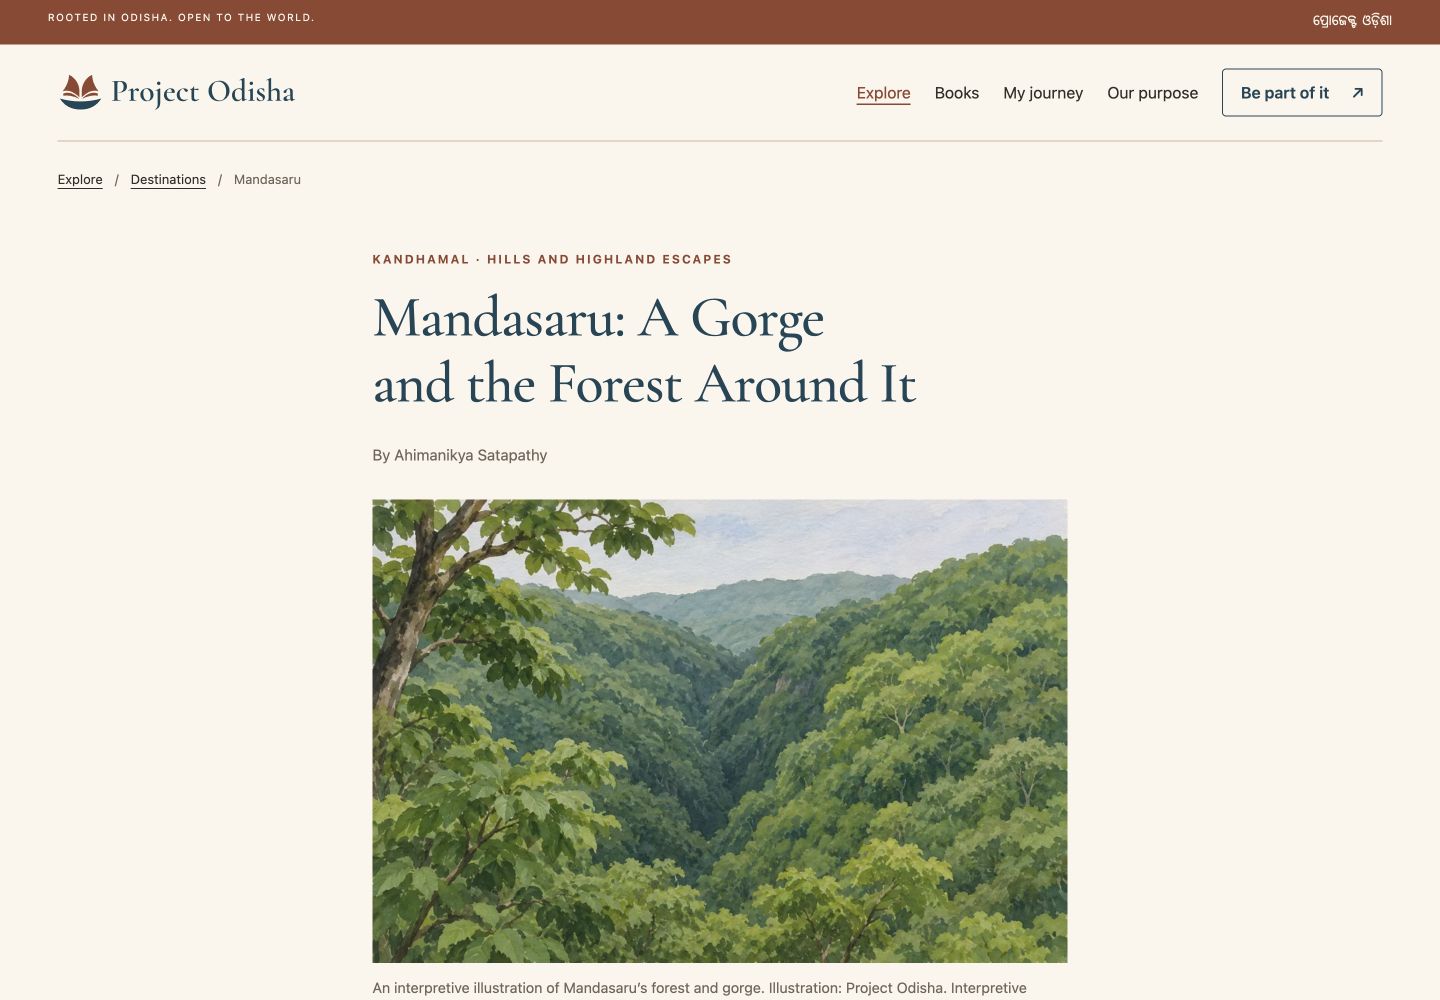 ROOTED IN ODISHA. OPEN TO THE WORLD.
ପ୍ରୋଜେକ୍ଟ ଓଡ଼ିଶା
Project Odisha
Explore
Books
My journey
Our purpose
Be part of it
Explore / Destinations / Mandasaru
KANDHAMAL · HILLS AND HIGHLAND ESCAPES
Mandasaru: A Gorge
and the Forest Around It
By Ahimanikya Satapathy
An interpretive illustration of Mandasaru’s forest and gorge. Illustration: Project Odisha. Interpretive